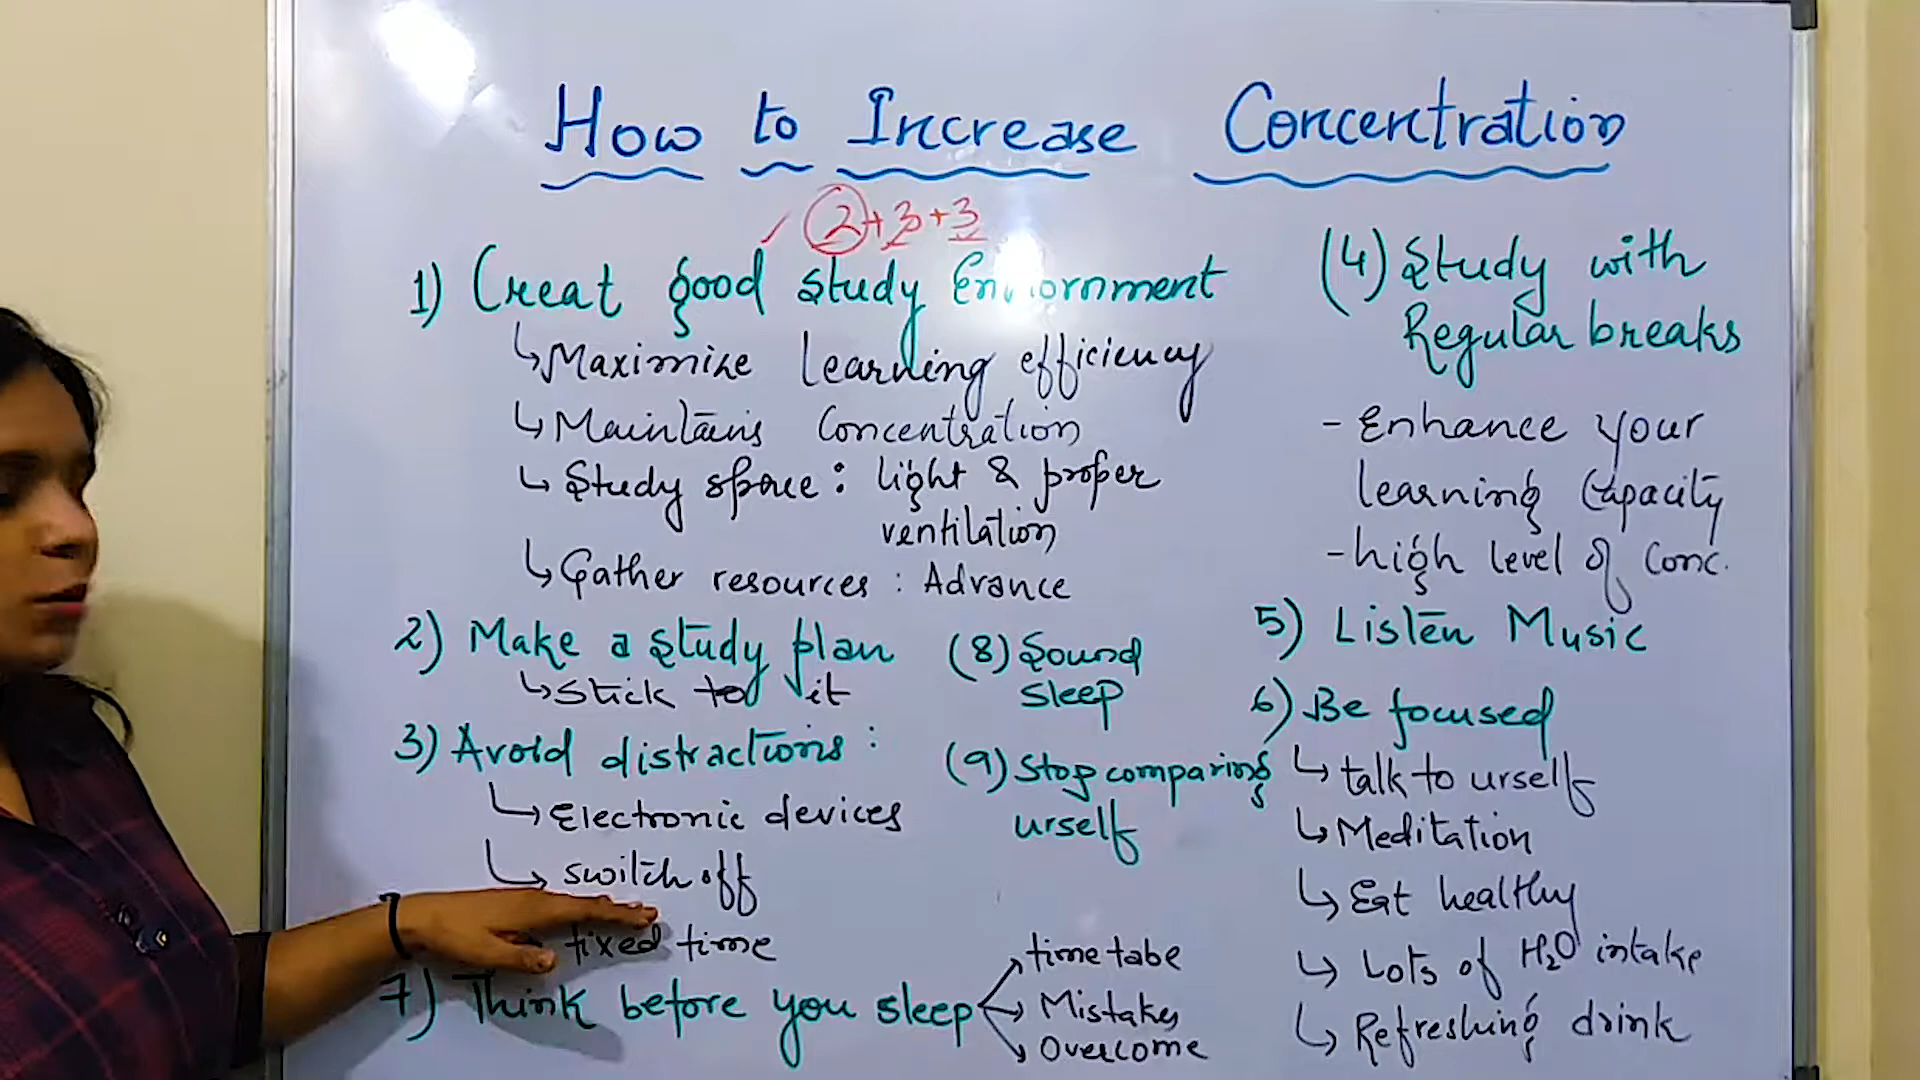 How to Increase Concentration
2+3+3
1) Creat good study Enviornment
Maximize learning efficiency
Maintains Concentration
Study space: light & proper
ventilation
Gather resources : Advance
2) Make a study plan
Stick to it
3) Avoid distractions:
Electronic devices
switch off
fixed time
7) Think before you sleep
time tabe
Mistakes
Overcome
(8) Sound
sleep
(9) Stop comparing
urself
(4) Study with
Regular breaks
- Enhance your
learning Capacity
- high level of Conc.
5) Listen Music
6) Be focused
talk to urself
Meditation
Eat healthy
Lots of H₂O intake
Refreshing drink